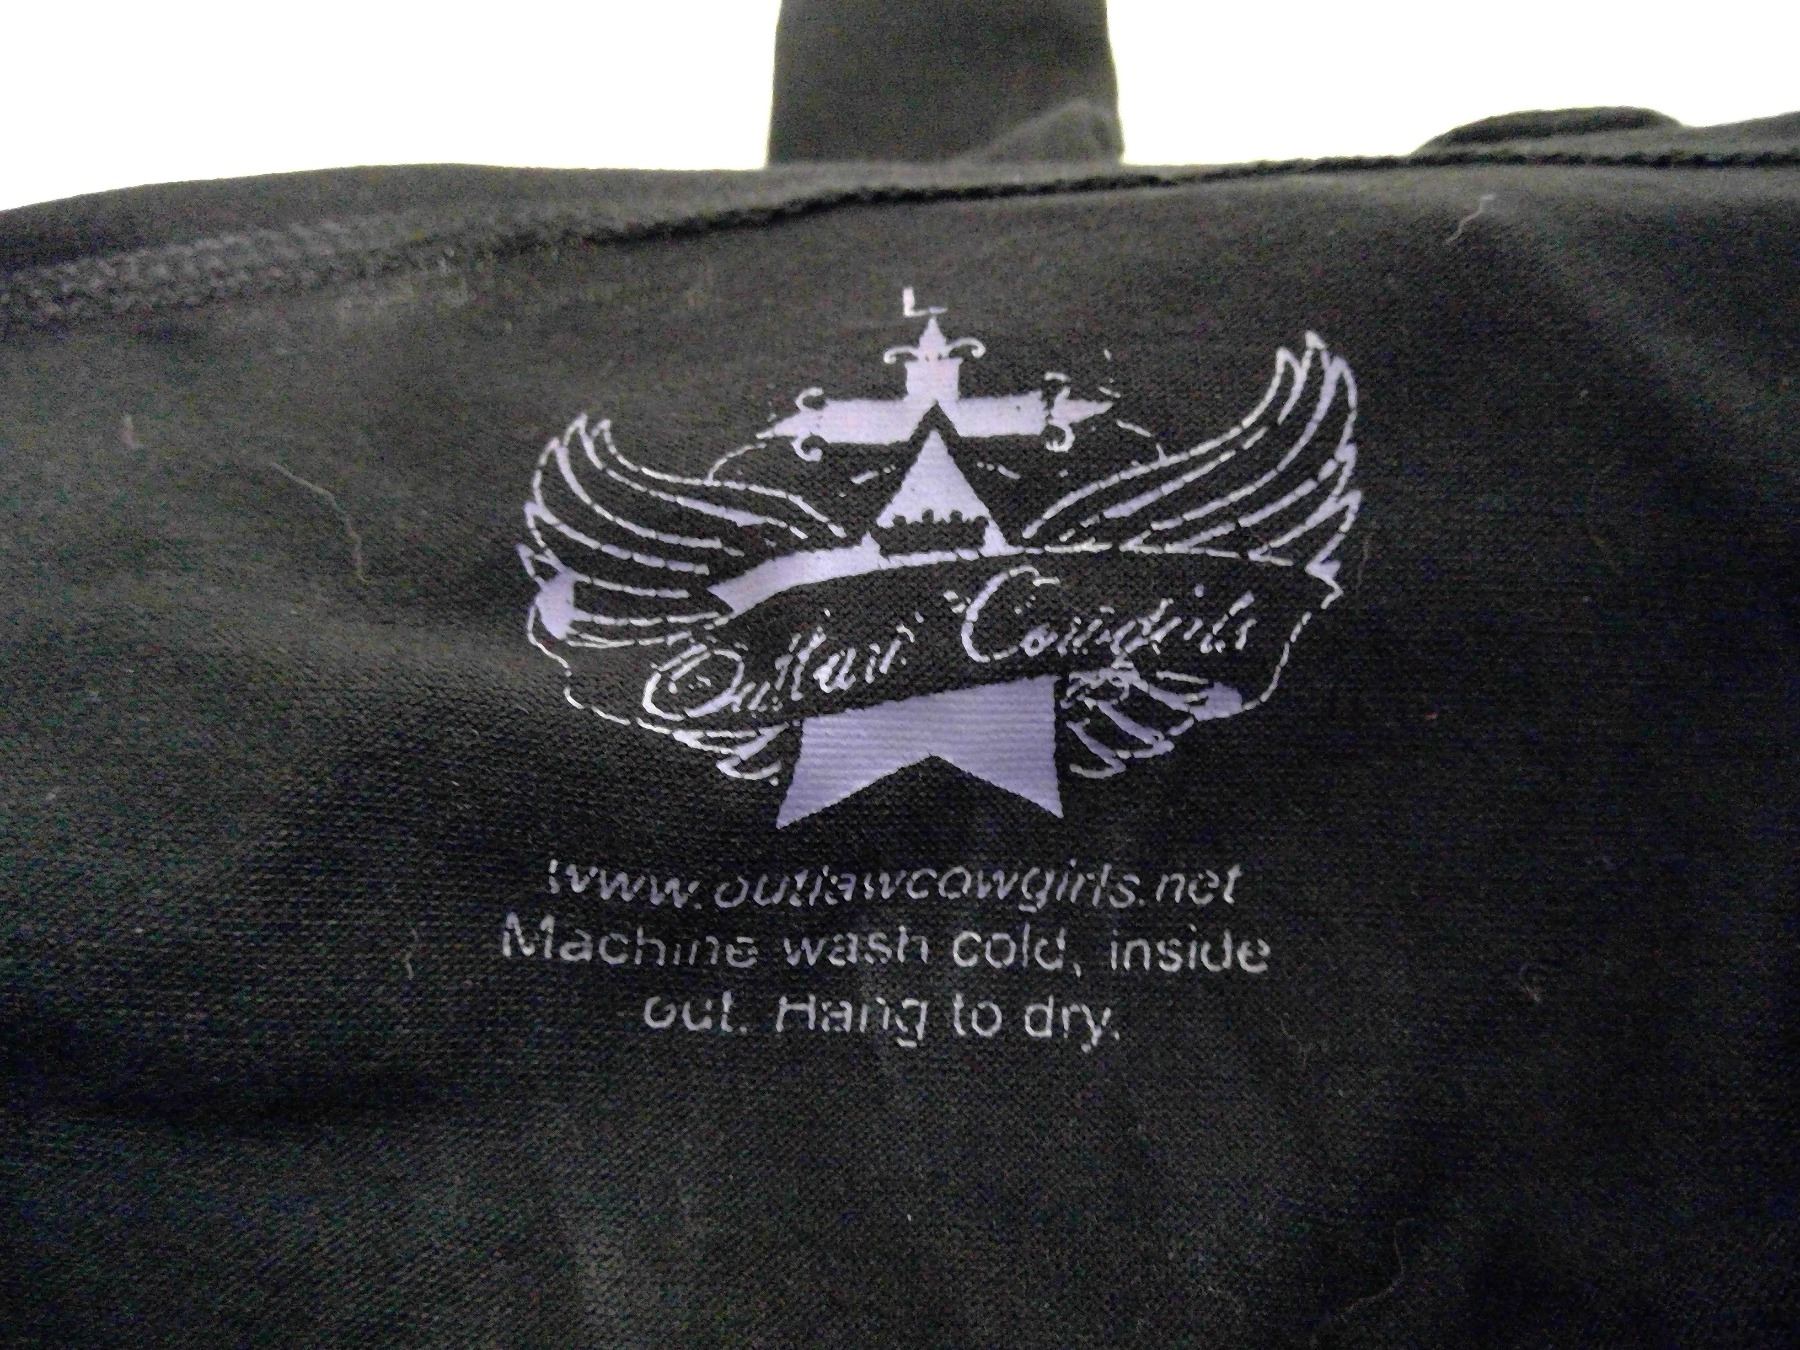 L
Outlaw Cowgirls
www.outlawcowgirls.net
Machine wash cold, inside
out. Hang to dry.